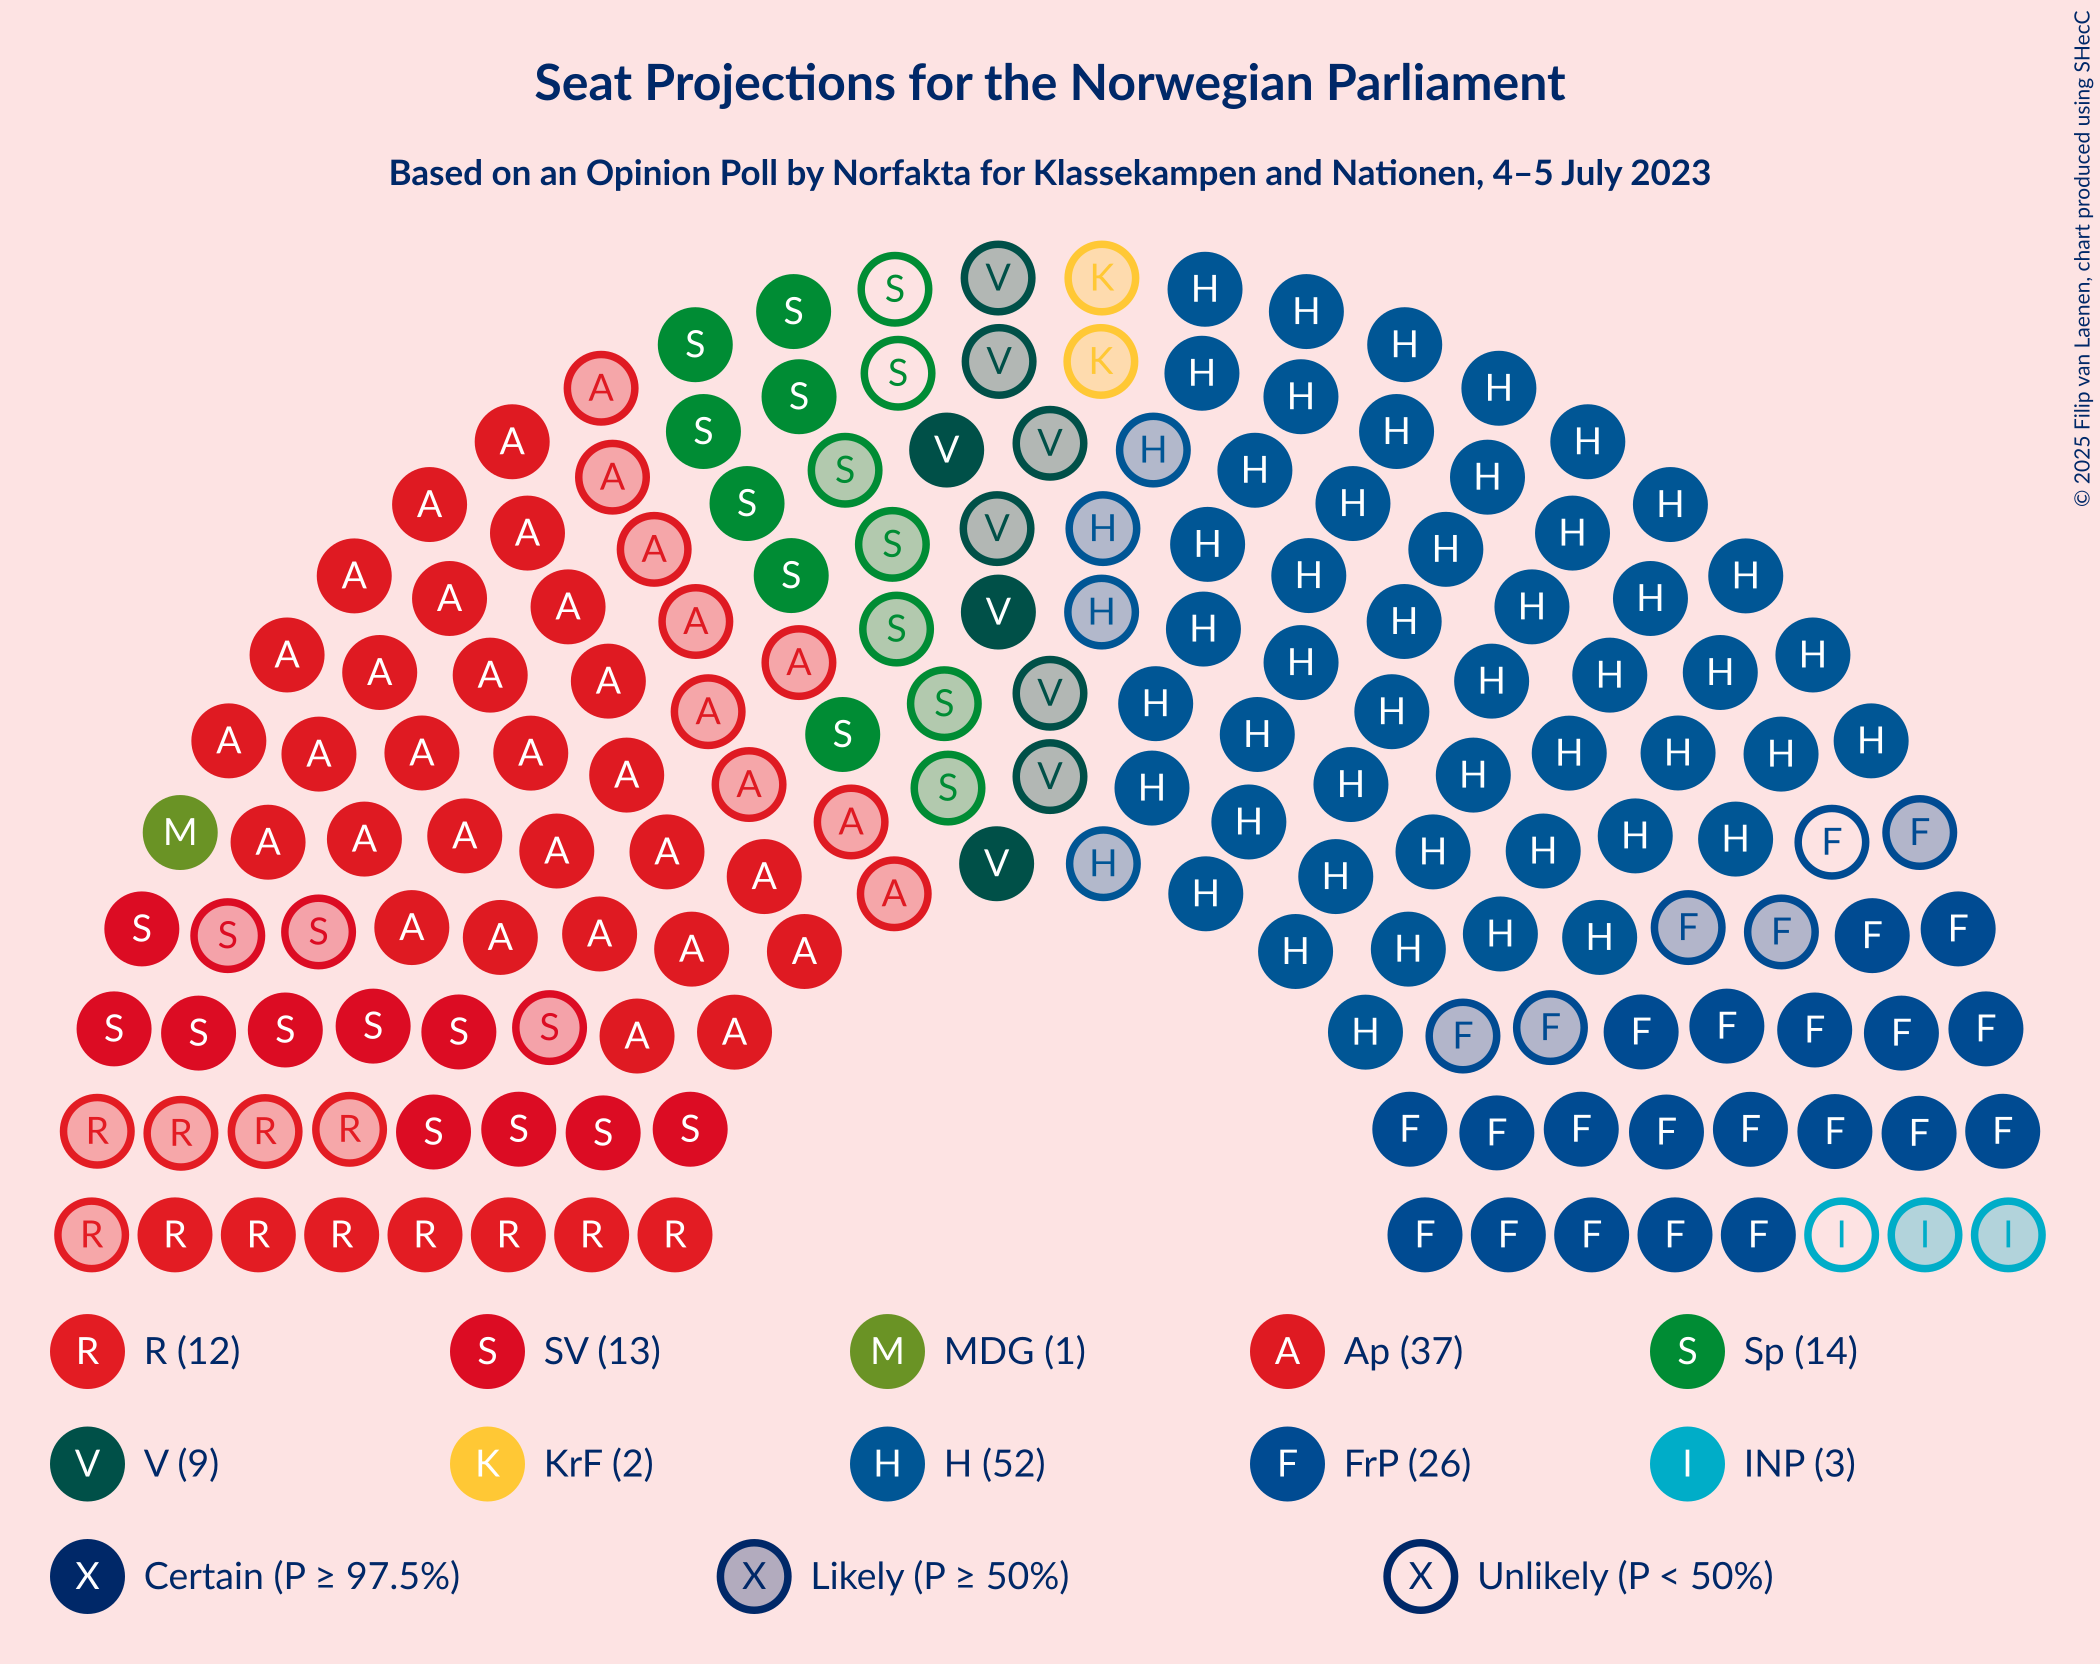 Seat Projections for the Norwegian Parliament
Based on an Opinion Poll by Norfakta for Klassekampen and Nationen, 4–5 July 2023
© 2025 Filip van Laenen, chart produced using SHecC
S V K H
S S H H
S V K H
S S H H
A H H
S V V H H
S S H H
A A H H
A S V H H H
S S H H
A A A H H H
A S V H H H
A A A H H H
A A S H H H
A A A S V H H H H
A A A S H H H H
A A A A V H H H H
M A A A A A A S H H H H H H F F
A A V H H H
S S S A A A A A H H H H F F F F
S S S S S S A A H F F F F F F F
R R R R S S S S F F F F F F F F
R R R R R R R R F F F F F I I I
R R (12) S SV (13) M MDG (1) A Ap (37) S Sp (14)
V V (9) K KrF (2) H H (52) F FrP (26) I INP (3)
X Certain (P ≥ 97.5%) X Likely (P ≥ 50%) X Unlikely (P < 50%)